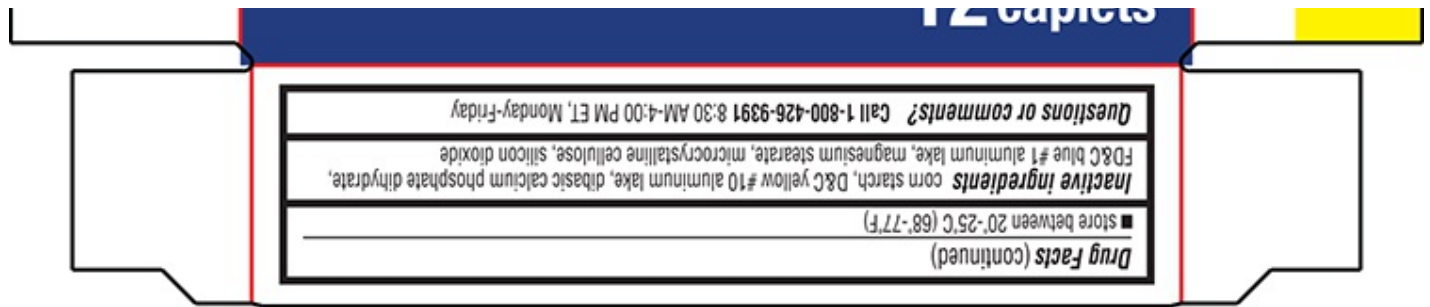 12 caplets
Drug Facts (continued)
■ store between 20°-25°C (68°-77°F)
Inactive ingredients corn starch, D&C yellow #10 aluminum lake, dibasic calcium phosphate dihydrate,
FD&C blue #1 aluminum lake, magnesium stearate, microcrystalline cellulose, silicon dioxide
Questions or comments? Call 1-800-426-9391 8:30 AM-4:00 PM ET, Monday-Friday